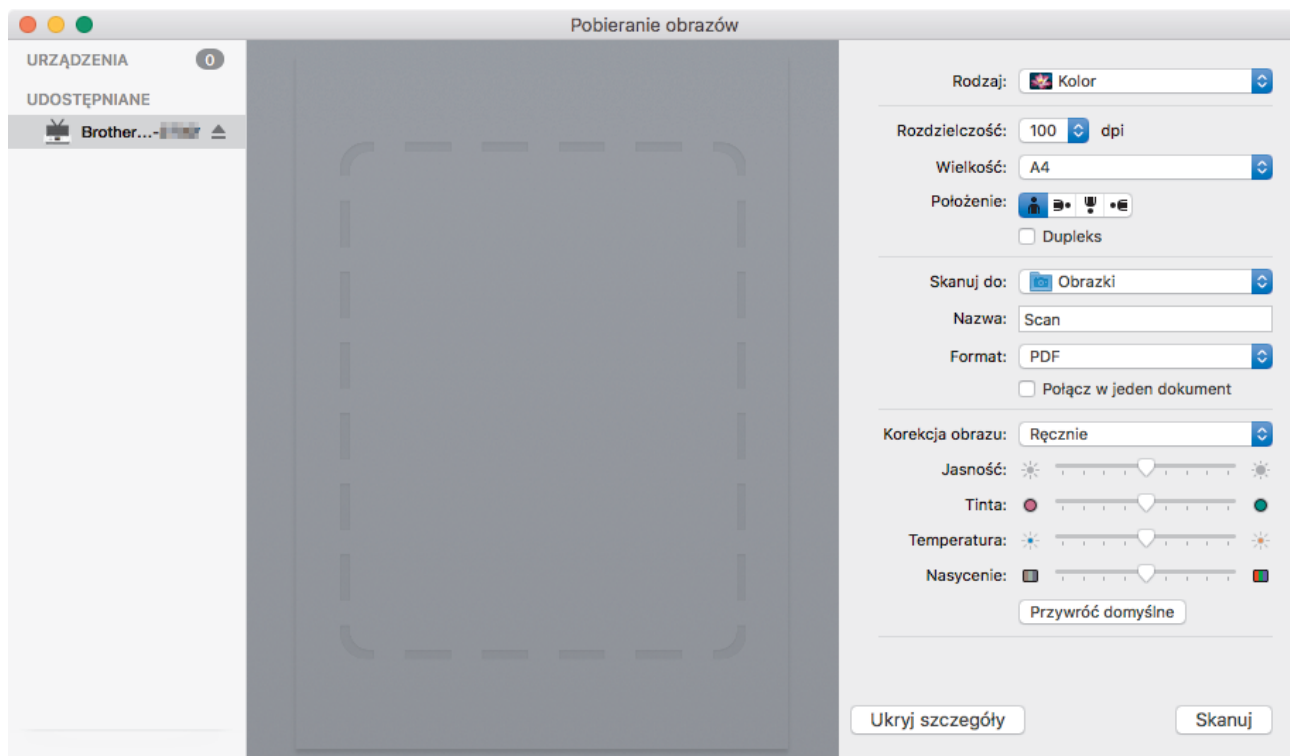 Pobieranie obrazów
URZĄDZENIA 0
UDOSTĘPNIANE
Brother...-
Rodzaj: Kolor
Rozdzielczość: 100 dpi
Wielkość: A4
Położenie:
Dupleks
Skanuj do: Obrazki
Nazwa: Scan
Format: PDF
Połącz w jeden dokument
Korekcja obrazu: Ręcznie
Jasność:
Tinta:
Temperatura:
Nasycenie:
Przywróć domyślne
Ukryj szczegóły Skanuj